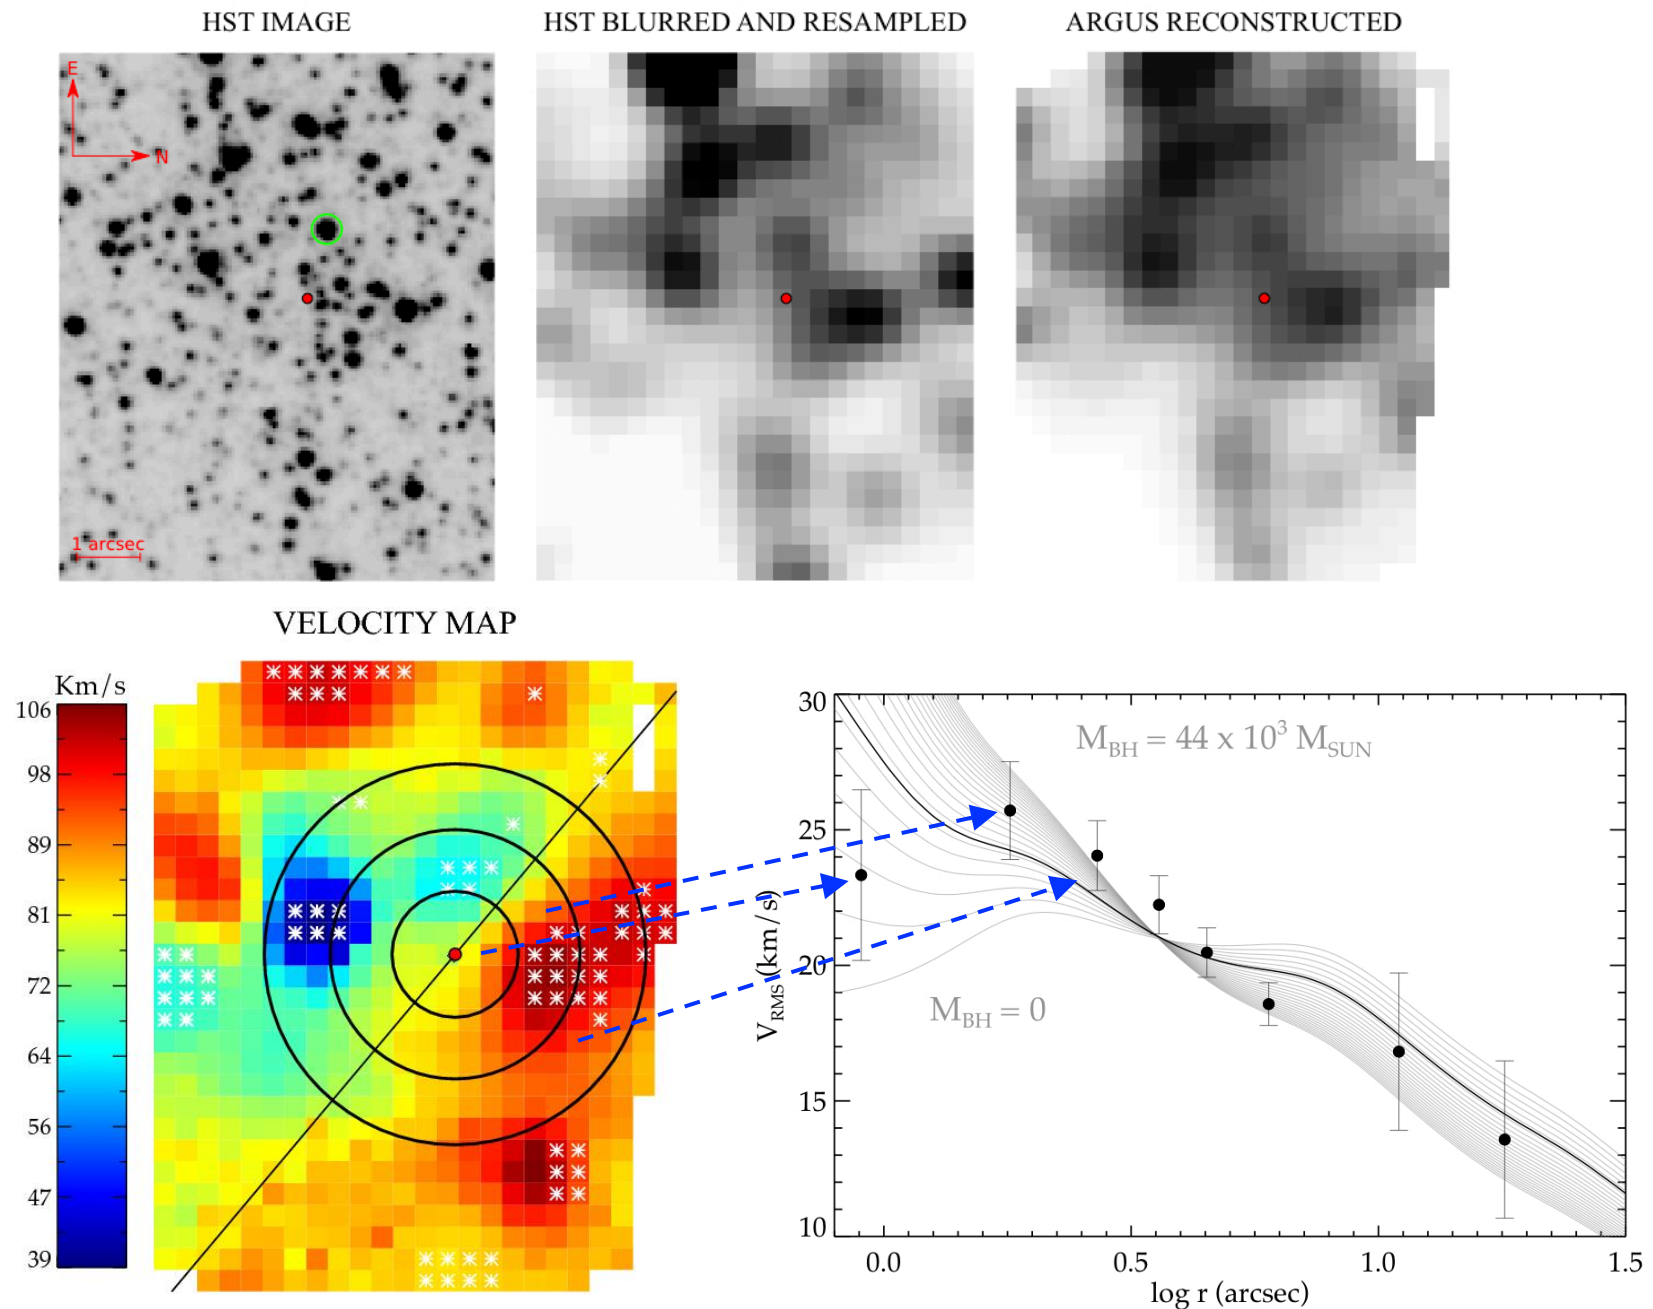 HST IMAGE
HST BLURRED AND RESAMPLED
ARGUS RECONSTRUCTED
E
N
1 arcsec
VELOCITY MAP
Km/s
106
98
89
81
72
64
56
47
39
30
25
20
15
10
V_RMS (km/s)
M_BH = 44 x 10³ M_SUN
M_BH = 0
0.0 0.5 1.0 1.5
log r (arcsec)